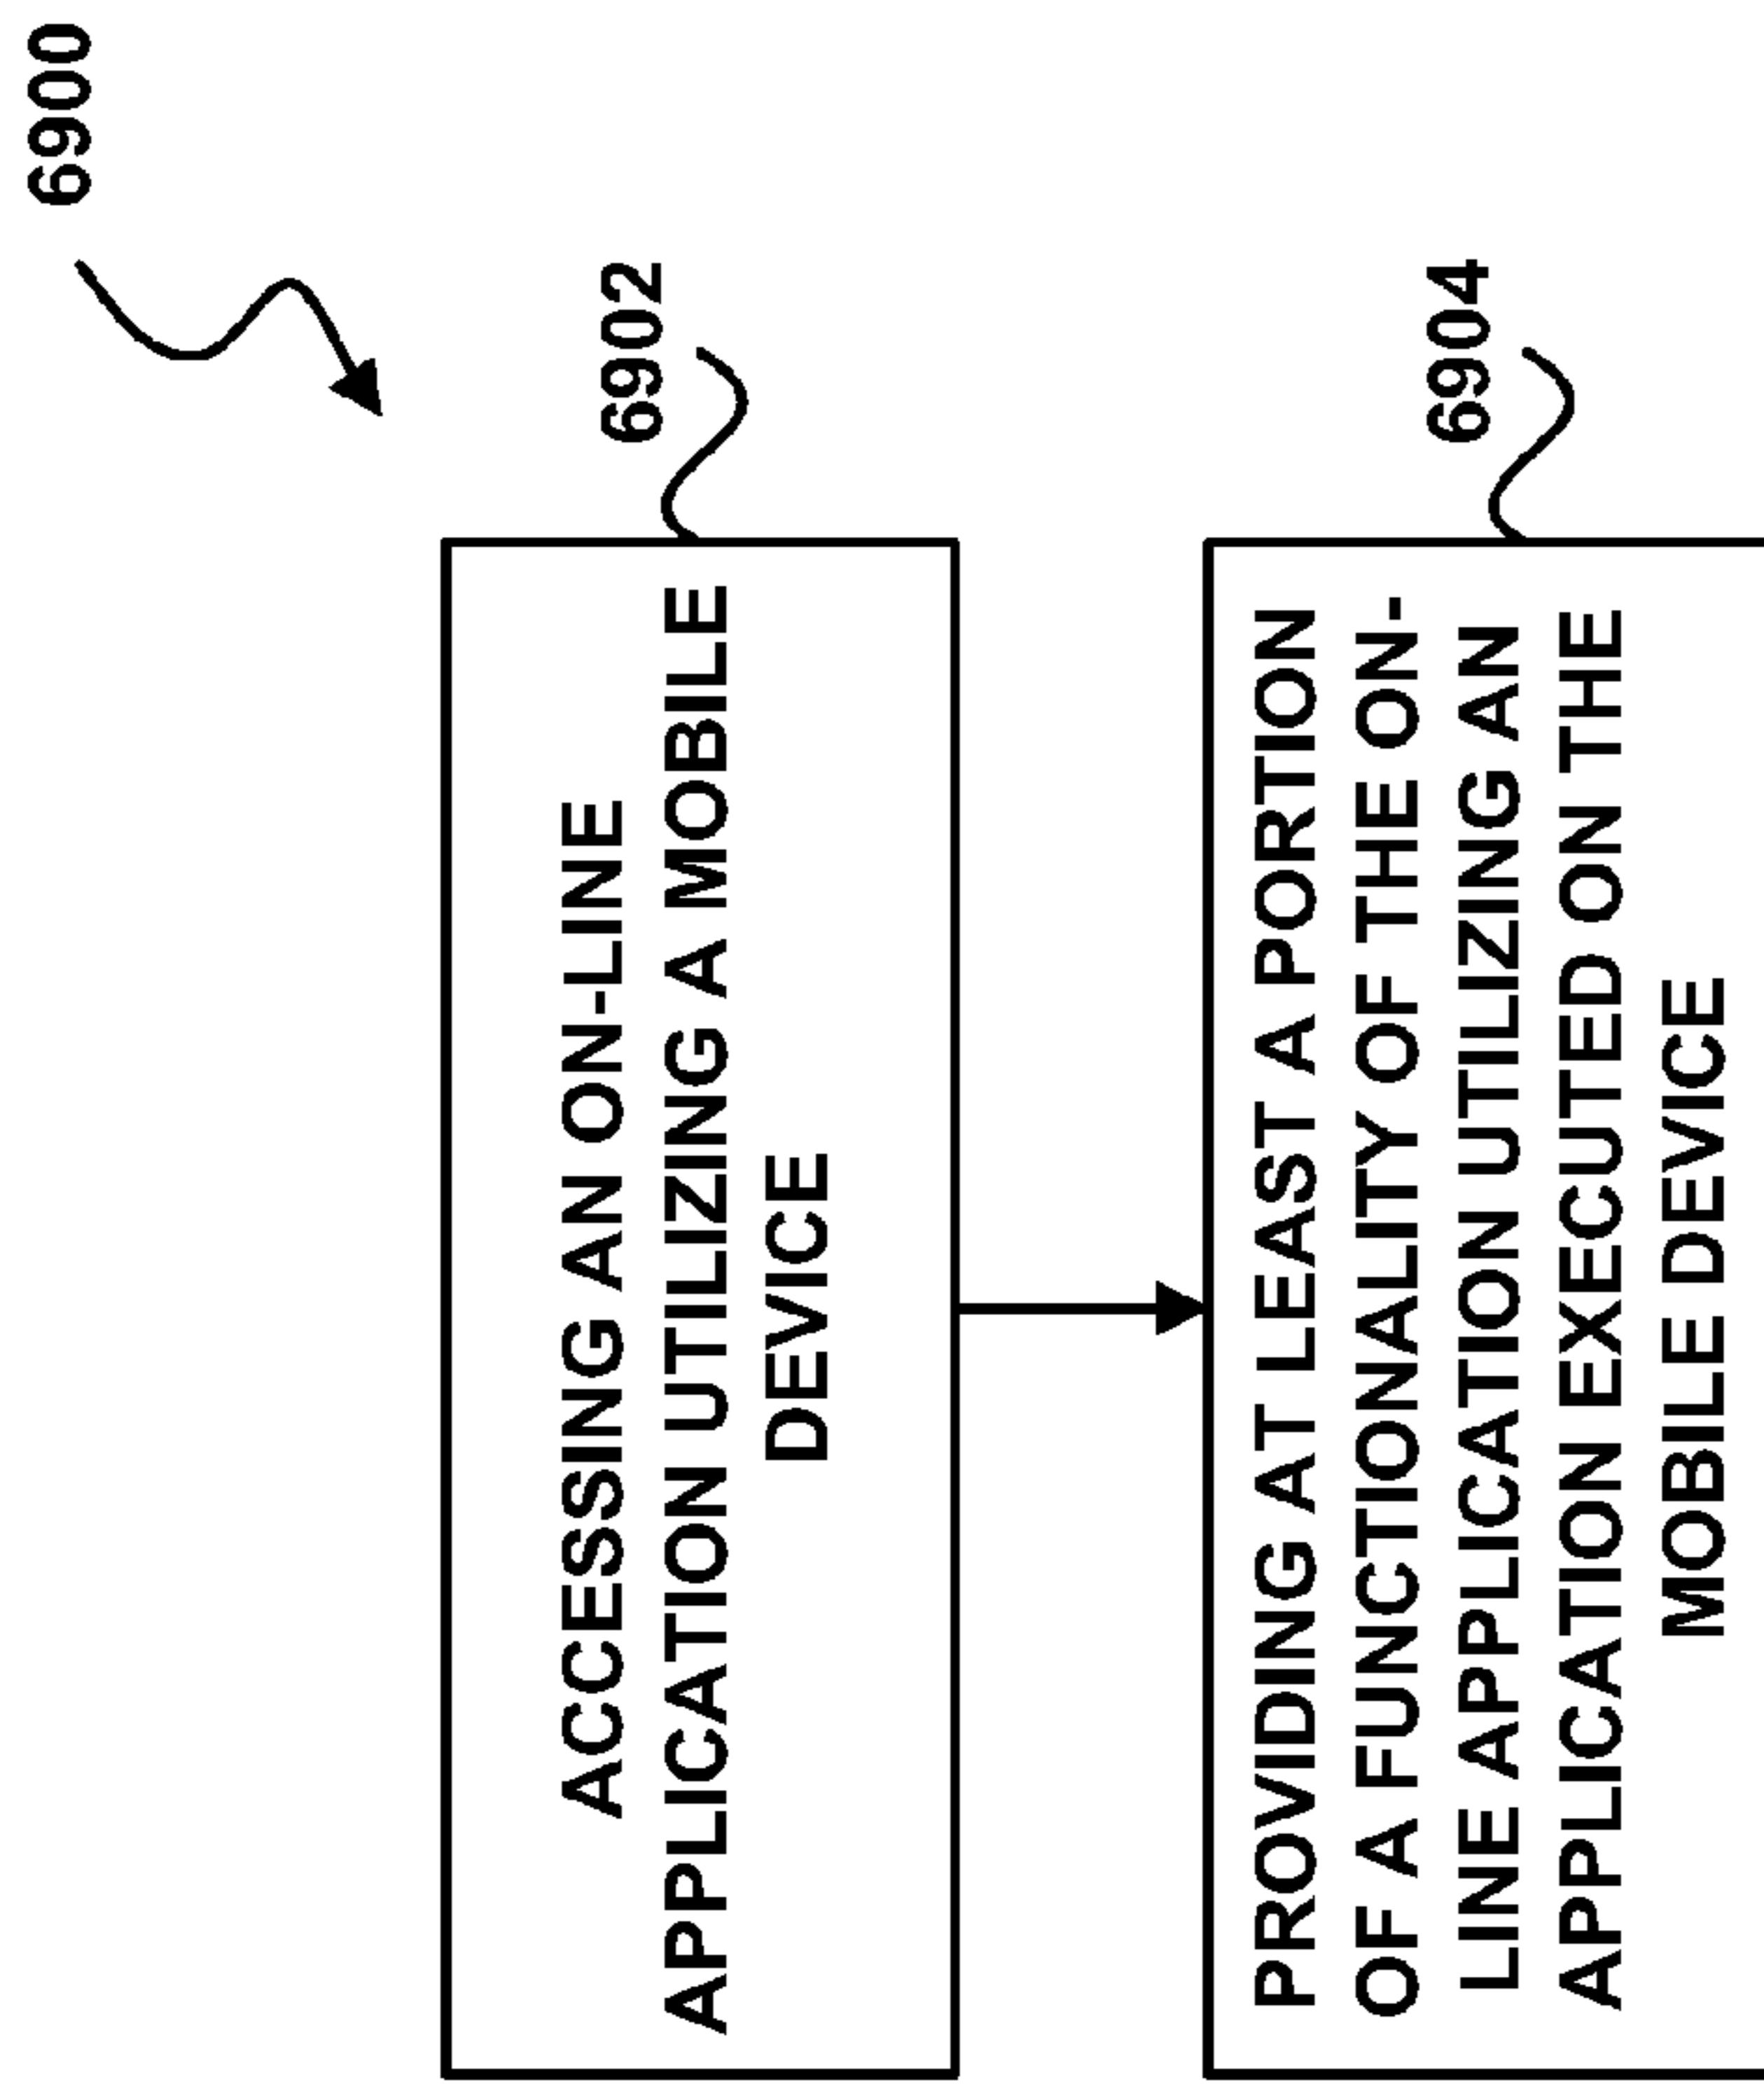 6900
6902
ACCESSING AN ON-LINE
APPLICATION UTILIZING A MOBILE
DEVICE
6904
PROVIDING AT LEAST A PORTION
OF A FUNCTIONALITY OF THE ON-
LINE APPLICATION UTILIZING AN
APPLICATION EXECUTED ON THE
MOBILE DEVICE